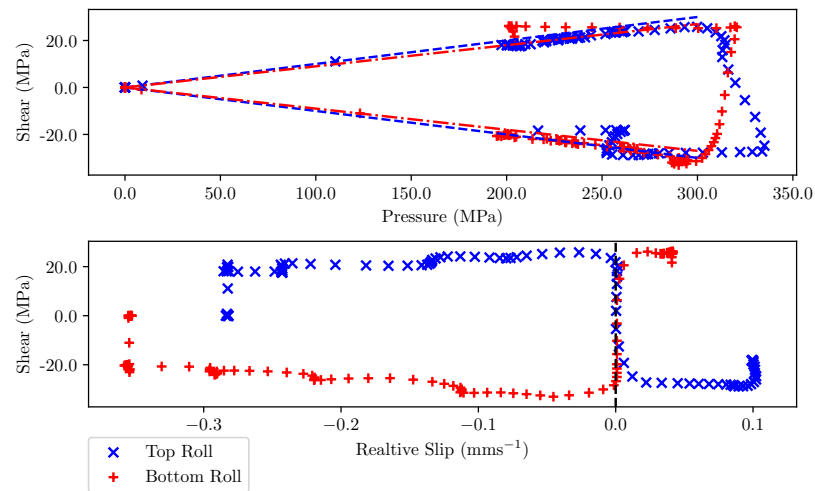 20.0
0.0
-20.0
Shear (MPa)
0.0 50.0 100.0 150.0 200.0 250.0 300.0 350.0
Pressure (MPa)
20.0
0.0
-20.0
Shear (MPa)
−0.3 −0.2 −0.1 0.0 0.1
Realtive Slip (mms⁻¹)
Top Roll
Bottom Roll